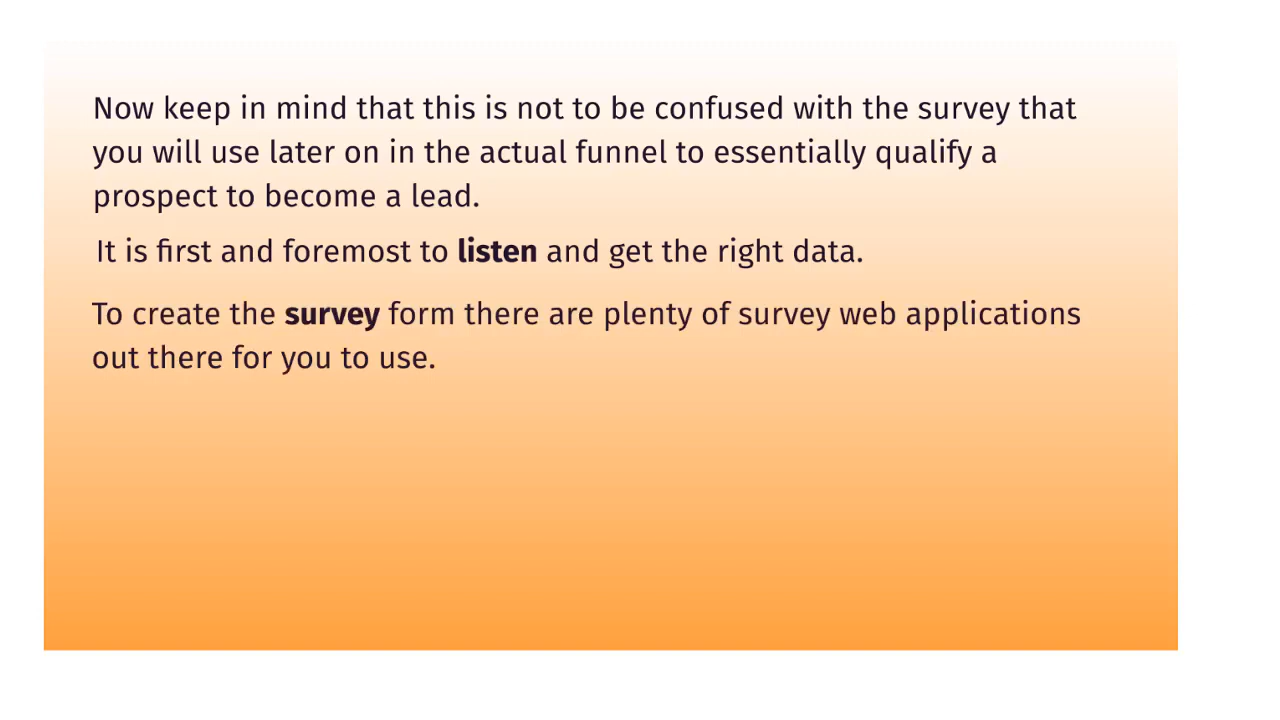 Now keep in mind that this is not to be confused with the survey that
you will use later on in the actual funnel to essentially qualify a
prospect to become a lead.
It is first and foremost to listen and get the right data.
To create the survey form there are plenty of survey web applications
out there for you to use.